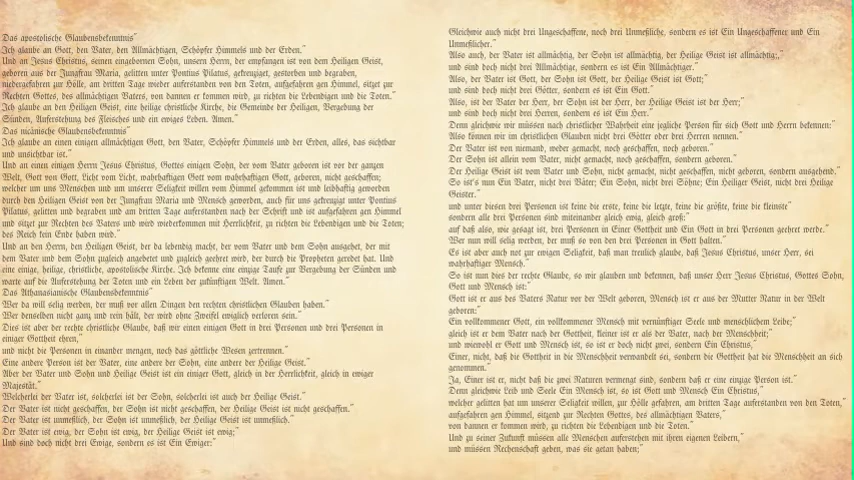 Das apostolische Glaubensbekenntnis"
Ich glaube an Gott, den Vater, den Allmächtigen, Schöpfer Himmels und der Erden."
Und an Jesus Christus, seinen eingebornen Sohn, unsern Herrn, der empfangen ist von dem Heiligen Geist,
geboren aus der Jungfrau Maria, gelitten unter Pontius Pilatus, gekreuziget, gestorben und begraben,
niedergefahren zur Hölle, am dritten Tage wieder auferstanden von den Toten, aufgefahren gen Himmel, sitzet zur
Rechten Gottes, des allmächtigen Vaters, von dannen er kommen wird, zu richten die Lebendigen und die Toten."
Ich glaube an den Heiligen Geist, eine heilige christliche Kirche, die Gemeinde der Heiligen, Vergebung der
Sünden, Auferstehung des Fleisches und ein ewiges Leben. Amen."
Das nicänische Glaubensbekenntnis"
Ich glaube an einen einigen allmächtigen Gott, den Vater, Schöpfer Himmels und der Erden, alles, das sichtbar
und unsichtbar ist."
Und an einen einigen Herrn Jesus Christus, Gottes einigen Sohn, der vom Vater geboren ist vor der ganzen
Welt, Gott von Gott, Licht vom Licht, wahrhaftigen Gott vom wahrhaftigen Gott, geboren, nicht geschaffen;
welcher um uns Menschen und um unserer Seligkeit willen vom Himmel gekommen ist und leibhaftig geworden
durch den Heiligen Geist von der Jungfrau Maria und Mensch geworden, auch für uns gekreuzigt unter Pontius
Pilatus, gelitten und begraben und am dritten Tage auferstanden nach der Schrift und ist aufgefahren gen Himmel
und sitzet zur Rechten des Vaters und wird wiederkommen mit Herrlichkeit, zu richten die Lebendigen und die Toten;
des Reich kein Ende haben wird."
Und an den Herrn, den Heiligen Geist, der da lebendig macht, der vom Vater und dem Sohn ausgehet, der mit
dem Vater und dem Sohn zugleich angebetet und zugleich geehret wird, der durch die Propheten geredet hat. Und
eine einige, heilige, christliche, apostolische Kirche. Ich bekenne eine einige Taufe zur Vergebung der Sünden und
warte auf die Auferstehung der Toten und ein Leben der zukünftigen Welt. Amen."
Das Athanasianische Glaubensbekenntnis"
Wer da will selig werden, der muß vor allen Dingen den rechten christlichen Glauben haben."
Wer denselben nicht ganz und rein hält, der wird ohne Zweifel ewiglich verloren sein."
Dies ist aber der rechte christliche Glaube, daß wir einen einigen Gott in drei Personen und drei Personen in
einiger Gottheit ehren,"
und nicht die Personen in einander mengen, noch das göttliche Wesen zertrennen."
Eine andere Person ist der Vater, eine andere der Sohn, eine andere der Heilige Geist."
Aber der Vater und Sohn und Heilige Geist ist ein einiger Gott, gleich in der Herrlichkeit, gleich in ewiger
Majestät."
Welcherlei der Vater ist, solcherlei ist der Sohn, solcherlei ist auch der Heilige Geist."
Der Vater ist nicht geschaffen, der Sohn ist nicht geschaffen, der Heilige Geist ist nicht geschaffen."
Der Vater ist unmeßlich, der Sohn ist unmeßlich, der Heilige Geist ist unmeßlich."
Der Vater ist ewig, der Sohn ist ewig, der Heilige Geist ist ewig;"
Und sind doch nicht drei Ewige, sondern es ist Ein Ewiger:"
Gleichwie auch nicht drei Ungeschaffene, noch drei Unmeßliche, sondern es ist Ein Ungeschaffener und Ein
Unmeßlicher."
Also auch, der Vater ist allmächtig, der Sohn ist allmächtig, der Heilige Geist ist allmächtig;,"
und sind doch nicht drei Allmächtige, sondern es ist Ein Allmächtiger."
Also, der Vater ist Gott, der Sohn ist Gott, der Heilige Geist ist Gott;"
und sind doch nicht drei Götter, sondern es ist Ein Gott."
Also, ist der Vater der Herr, der Sohn ist der Herr, der Heilige Geist ist der Herr;"
und sind doch nicht drei Herren, sondern es ist Ein Herr."
Denn gleichwie wir müssen nach christlicher Wahrheit eine jegliche Person für sich Gott und Herrn bekennen:"
Also können wir im christlichen Glauben nicht drei Götter oder drei Herren nennen."
Der Vater ist von niemand, weder gemacht, noch geschaffen, noch geboren."
Der Sohn ist allein vom Vater, nicht gemacht, noch geschaffen, sondern geboren."
Der Heilige Geist ist vom Vater und Sohn, nicht gemacht, nicht geschaffen, nicht geboren, sondern ausgehend."
So ist's nun Ein Vater, nicht drei Väter; Ein Sohn, nicht drei Söhne; Ein Heiliger Geist, nicht drei Heilige
Geister."
und unter diesen drei Personen ist keine die erste, keine die letzte, keine die größte, keine die kleinste"
sondern alle drei Personen sind miteinander gleich ewig, gleich groß:"
auf daß also, wie gesagt ist, drei Personen in Einer Gottheit und Ein Gott in drei Personen geehret werde."
Wer nun will selig werden, der muß so von den drei Personen in Gott halten."
Es ist aber auch not zur ewigen Seligkeit, daß man treulich glaube, daß Jesus Christus, unser Herr, sei
wahrhaftiger Mensch."
So ist nun dies der rechte Glaube, so wir glauben und bekennen, daß unser Herr Jesus Christus, Gottes Sohn,
Gott und Mensch ist:"
Gott ist er aus des Vaters Natur vor der Welt geboren, Mensch ist er aus der Mutter Natur in der Welt
geboren:"
Ein vollkommener Gott, ein vollkommener Mensch mit vernünftiger Seele und menschlichem Leibe;"
gleich ist er dem Vater nach der Gottheit, kleiner ist er als der Vater, nach der Menschheit;"
und wiewohl er Gott und Mensch ist, so ist er doch nicht zwei, sondern Ein Christus,"
Einer, nicht, daß die Gottheit in die Menschheit verwandelt sei, sondern die Gottheit hat die Menschheit an sich
genommen."
Ja, Einer ist er, nicht daß die zwei Naturen vermengt sind, sondern daß er eine einzige Person ist."
Denn gleichwie Leib und Seele Ein Mensch ist, so ist Gott und Mensch Ein Christus,"
welcher gelitten hat um unserer Seligkeit willen, zur Hölle gefahren, am dritten Tage auferstanden von den Toten,"
aufgefahren gen Himmel, sitzend zur Rechten Gottes, des allmächtigen Vaters,"
von dannen er kommen wird, zu richten die Lebendigen und die Toten."
Und zu seiner Zukunft müssen alle Menschen auferstehen mit ihren eigenen Leibern,"
und müssen Rechenschaft geben, was sie getan haben;"